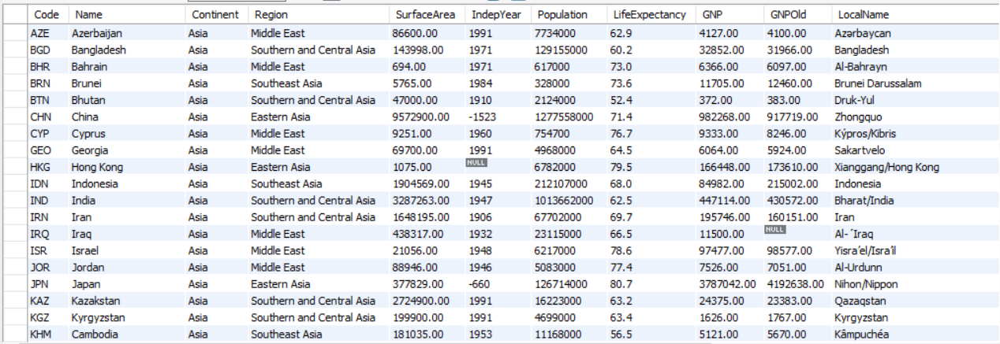 Code Name Continent Region SurfaceArea IndepYear Population LifeExpectancy GNP GNPOld LocalName
AZE Azerbaijan Asia Middle East 86600.00 1991 7734000 62.9 4127.00 4100.00 Azərbaycan
BGD Bangladesh Asia Southern and Central Asia 143998.00 1971 129155000 60.2 32852.00 31966.00 Bangladesh
BHR Bahrain Asia Middle East 694.00 1971 617000 73.0 6366.00 6097.00 Al-Bahrayn
BRN Brunei Asia Southeast Asia 5765.00 1984 328000 73.6 11705.00 12460.00 Brunei Darussalam
BTN Bhutan Asia Southern and Central Asia 47000.00 1910 2124000 52.4 372.00 383.00 Druk-Yul
CHN China Asia Eastern Asia 9572900.00 -1523 1277558000 71.4 982268.00 917719.00 Zhongquo
CYP Cyprus Asia Middle East 9251.00 1960 754700 76.7 9333.00 8246.00 Kýpros/Kibris
GEO Georgia Asia Middle East 69700.00 1991 4968000 64.5 6064.00 5924.00 Sakartvelo
HKG Hong Kong Asia Eastern Asia 1075.00 NULL 6782000 79.5 166448.00 173610.00 Xianggang/Hong Kong
IDN Indonesia Asia Southeast Asia 1904569.00 1945 212107000 68.0 84982.00 215002.00 Indonesia
IND India Asia Southern and Central Asia 3287263.00 1947 1013662000 62.5 447114.00 430572.00 Bharat/India
IRN Iran Asia Southern and Central Asia 1648195.00 1906 67702000 69.7 195746.00 160151.00 Iran
IRQ Iraq Asia Middle East 438317.00 1932 23115000 66.5 11500.00 NULL Al-´Iraq
ISR Israel Asia Middle East 21056.00 1948 6217000 78.6 97477.00 98577.00 Yisra’el/Isra’il
JOR Jordan Asia Middle East 88946.00 1946 5083000 77.4 7526.00 7051.00 Al-Urdunn
JPN Japan Asia Eastern Asia 377829.00 -660 126714000 80.7 3787042.00 4192638.00 Nihon/Nippon
KAZ Kazakstan Asia Southern and Central Asia 2724900.00 1991 16223000 63.2 24375.00 23383.00 Qazaqstan
KGZ Kyrgyzstan Asia Southern and Central Asia 199900.00 1991 4699000 63.4 1626.00 1767.00 Kyrgyzstan
KHM Cambodia Asia Southeast Asia 181035.00 1953 11168000 56.5 5121.00 5670.00 Kâmpuchéa